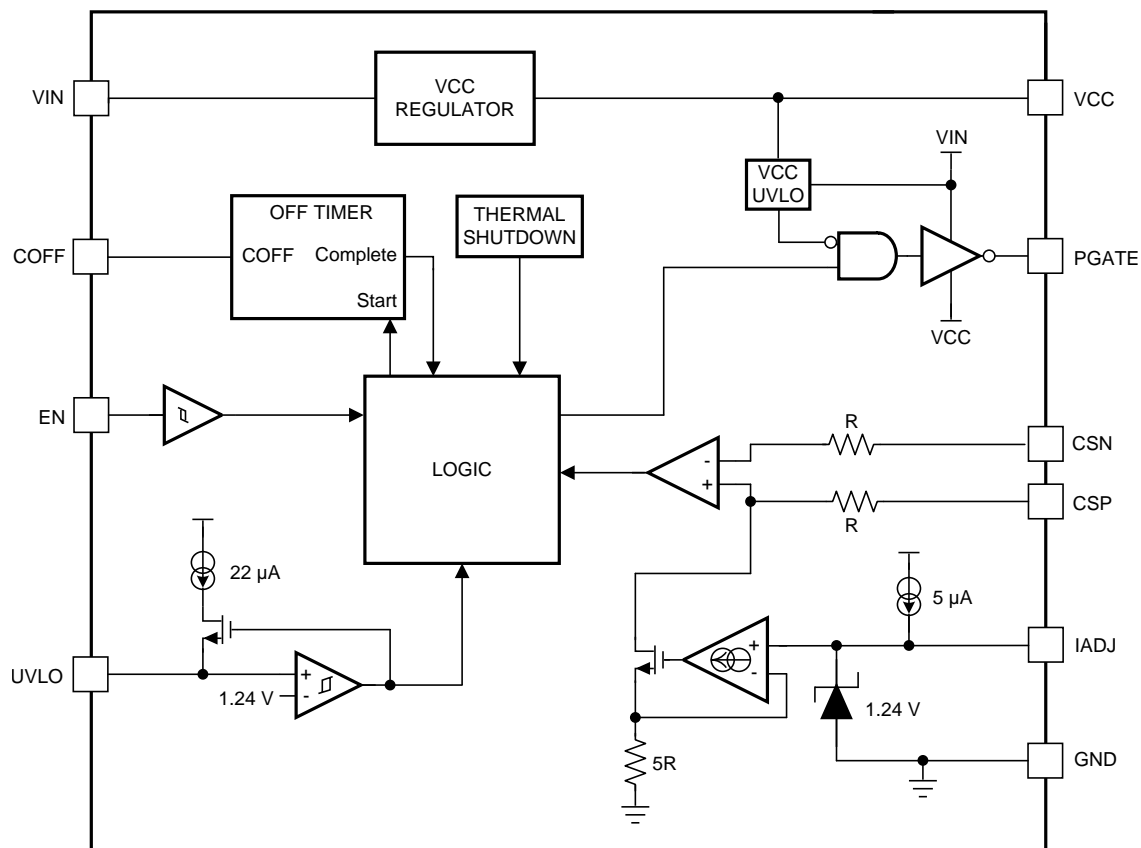 VIN
VCC
REGULATOR
VCC
VIN
VCC
UVLO
OFF TIMER
COFF
COFF
Complete
Start
THERMAL
SHUTDOWN
PGATE
VCC
EN
LOGIC
-
+
R
CSN
R
CSP
22 µA
5 µA
UVLO
+
-
1.24 V
+
-
IADJ
1.24 V
5R
GND